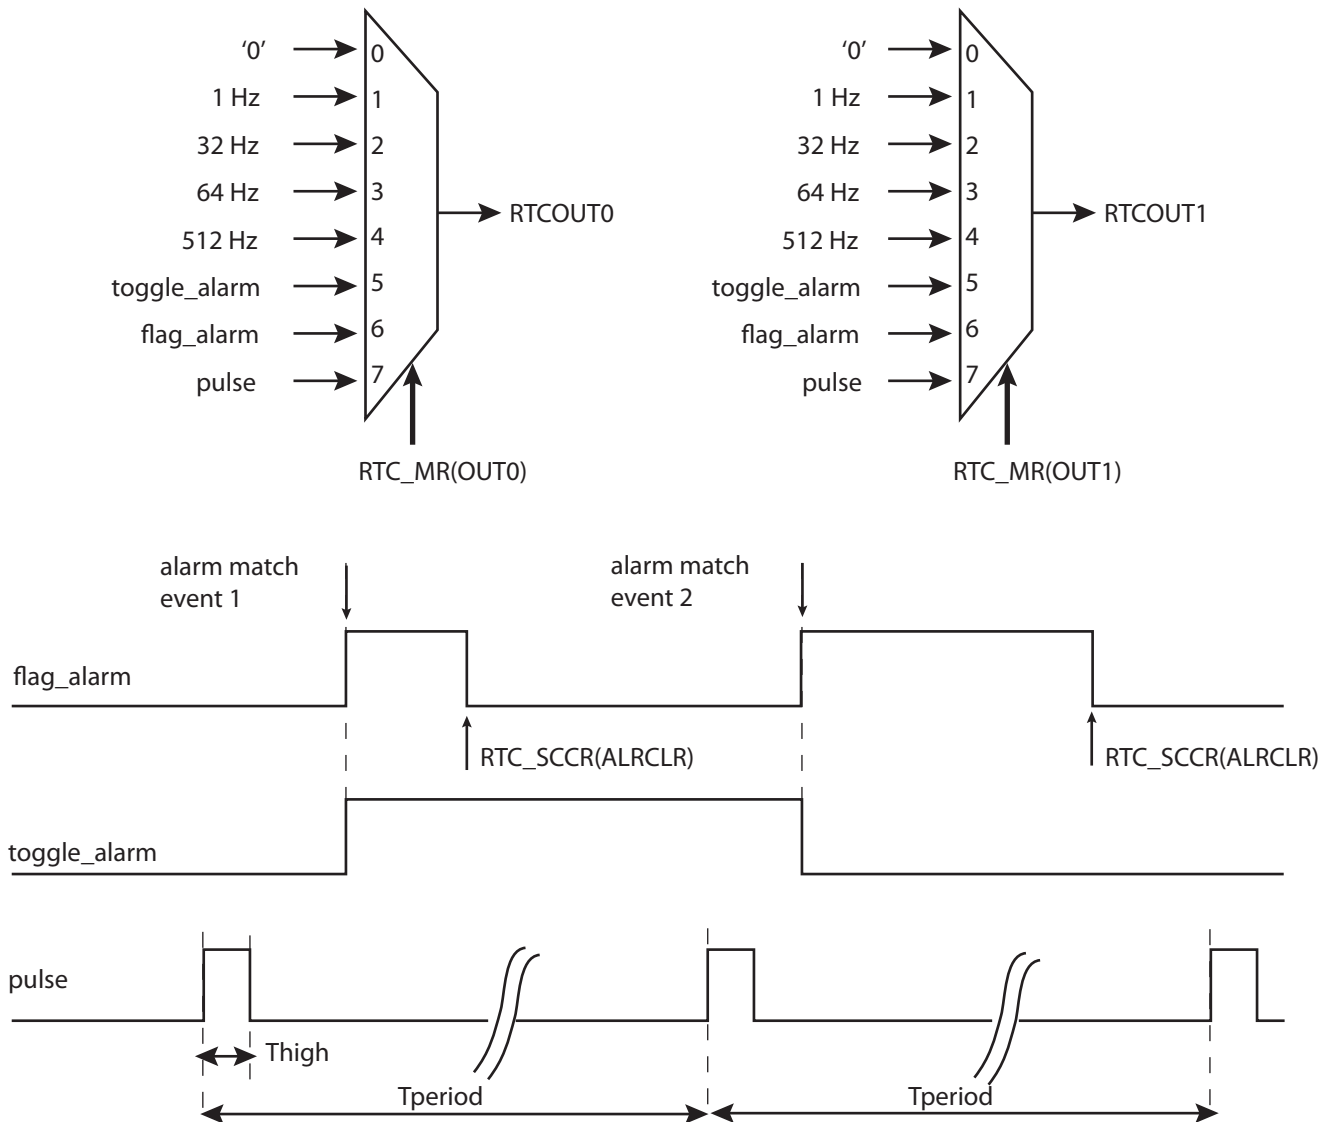 ‘0’
0
1 Hz
1
32 Hz
2
64 Hz
3
512 Hz
4
toggle_alarm
5
flag_alarm
6
pulse
7
RTCOUT0
RTC_MR(OUT0)
‘0’
0
1 Hz
1
32 Hz
2
64 Hz
3
512 Hz
4
toggle_alarm
5
flag_alarm
6
pulse
7
RTCOUT1
RTC_MR(OUT1)
alarm match
event 1
alarm match
event 2
flag_alarm
RTC_SCCR(ALRCLR)
RTC_SCCR(ALRCLR)
toggle_alarm
pulse
Thigh
Tperiod
Tperiod